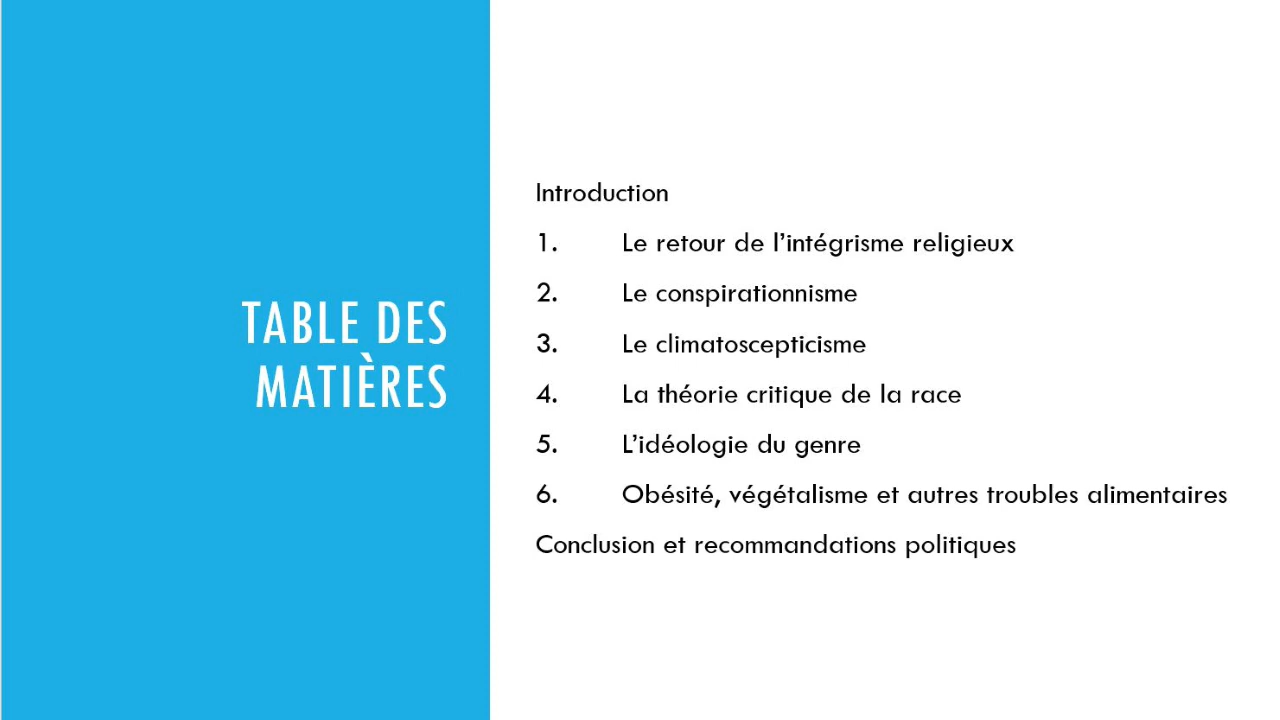 TABLE DES
MATIÈRES
Introduction
1. Le retour de l’intégrisme religieux
2. Le conspirationnisme
3. Le climatoscepticisme
4. La théorie critique de la race
5. L’idéologie du genre
6. Obésité, végétalisme et autres troubles alimentaires
Conclusion et recommandations politiques